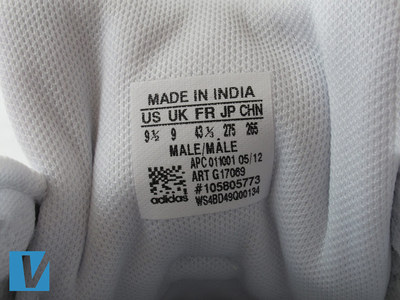 MADE IN INDIA
US UK FR JP CHN
9½ 9 43⅓ 275 265
MALE/MÂLE
APC 011001 05/12
ART G17069
#105805773
adidas WS4BD49Q00134
V